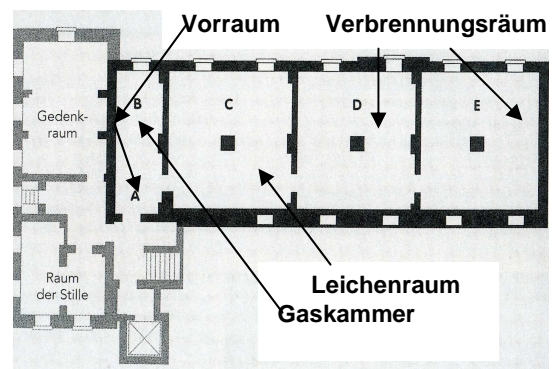 Vorraum Verbrennungsräum
B C D E
Gedenk-
raum
A
Raum
der Stille
Leichenraum
Gaskammer